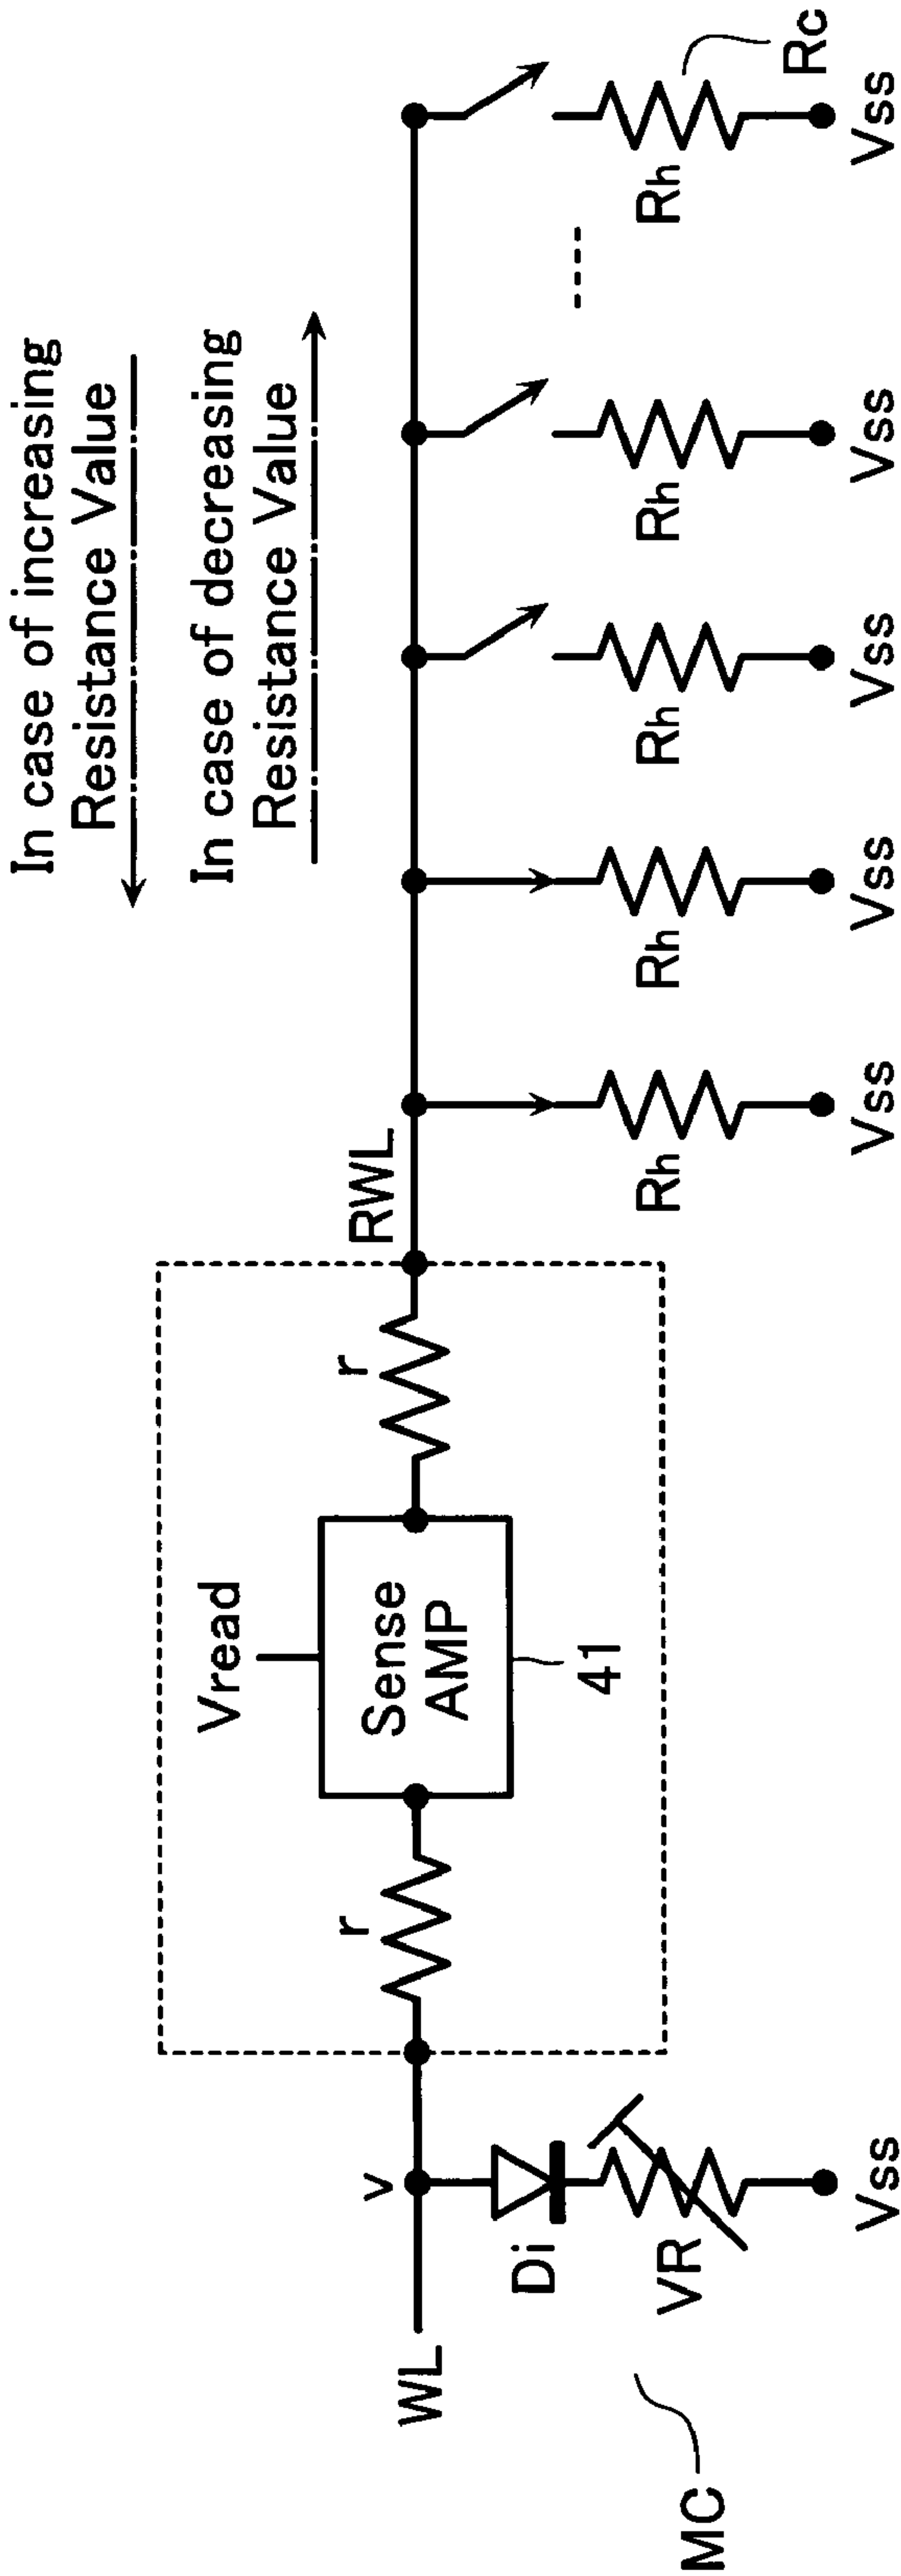 In case of increasing
Resistance Value
In case of decreasing
Resistance Value
Vread
Sense
AMP
41
r
r
RWL
WL
v
Di
VR
Vss
MC
Rh
Vss
Rh
Vss
Rh
Vss
Rh
Vss
Rh
Vss
Rc